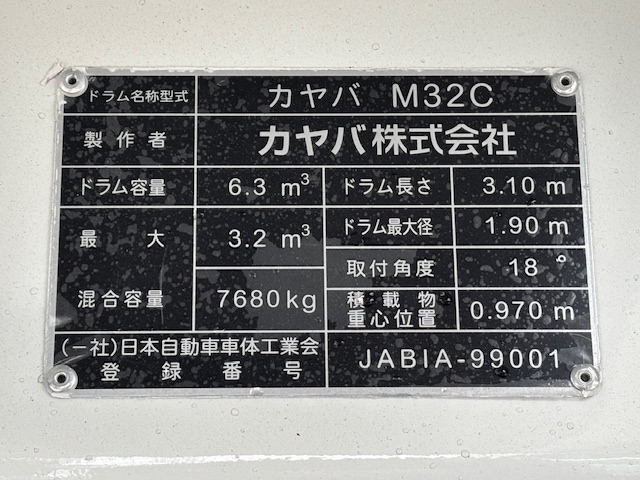 ドラム名称型式 カヤバ M32C
製作者 カヤバ株式会社
ドラム容量 6.3 m³ ドラム長さ 3.10 m
最大 3.2 m³ ドラム最大径 1.90 m
取付角度 18°
混合容量 7680kg 積載物重心位置 0.970 m
(一社)日本自動車車体工業会
登録番号 JABIA-99001